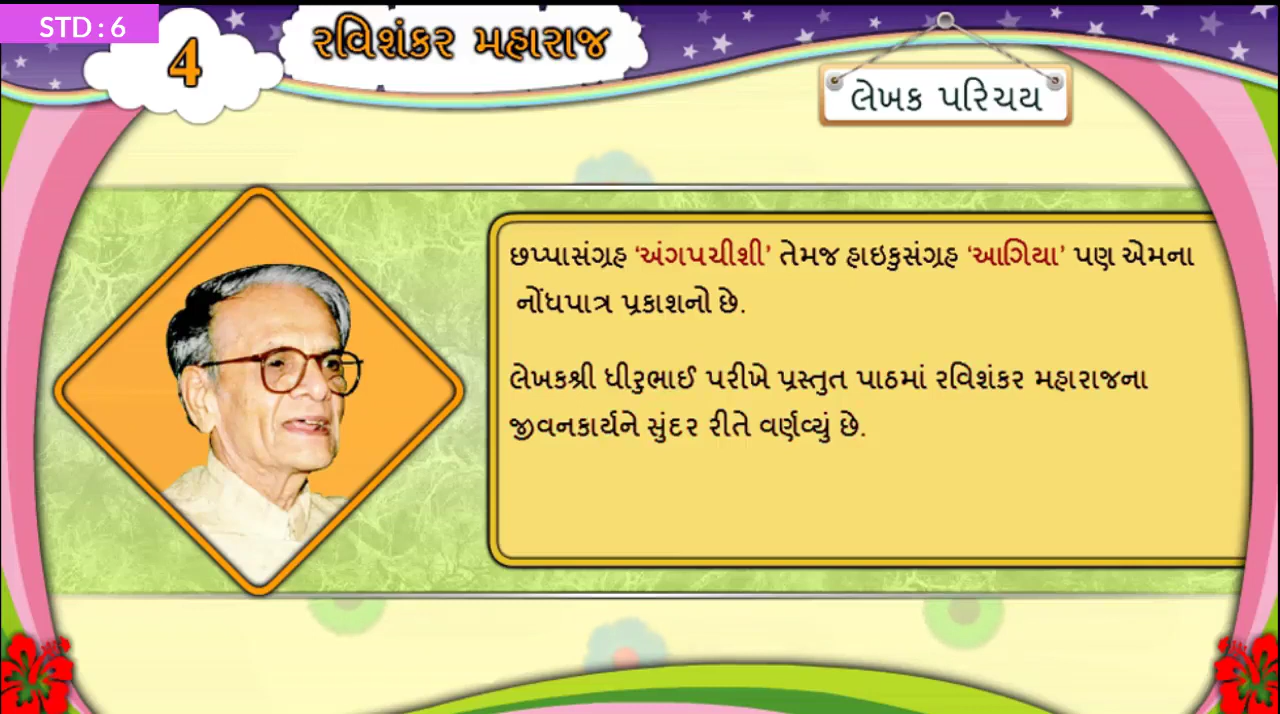 STD : 6
4
રવિશંકર મહારાજ
લેખક પરિચય
છપ્પાસંગ્રહ ‘અંગપચીશી’ તેમજ હાઇકુસંગ્રહ ‘આગિયા’ પણ એમના
નોંધપાત્ર પ્રકાશનો છે.
લેખકશ્રી ધીરુભાઈ પરીખે પ્રસ્તુત પાઠમાં રવિશંકર મહારાજના
જીવનકાર્યને સુંદર રીતે વર્ણવ્યું છે.